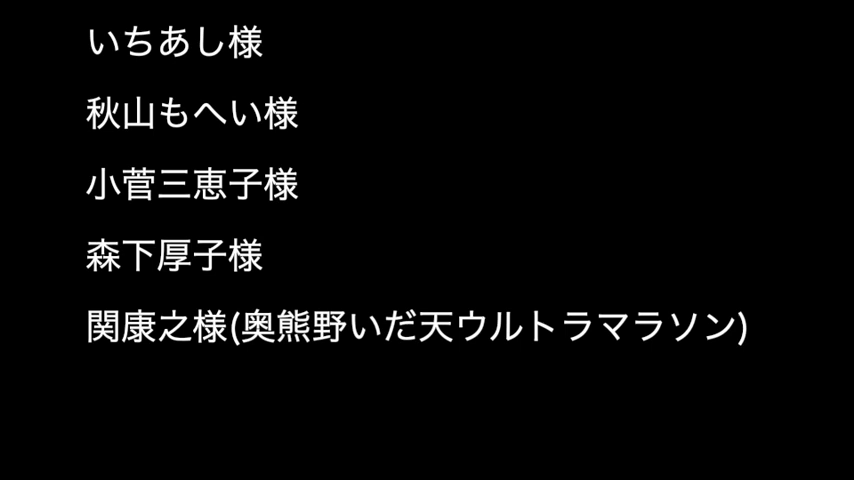 いちあし様
秋山もへい様
小菅三恵子様
森下厚子様
関康之様(奥熊野いだ天ウルトラマラソン)